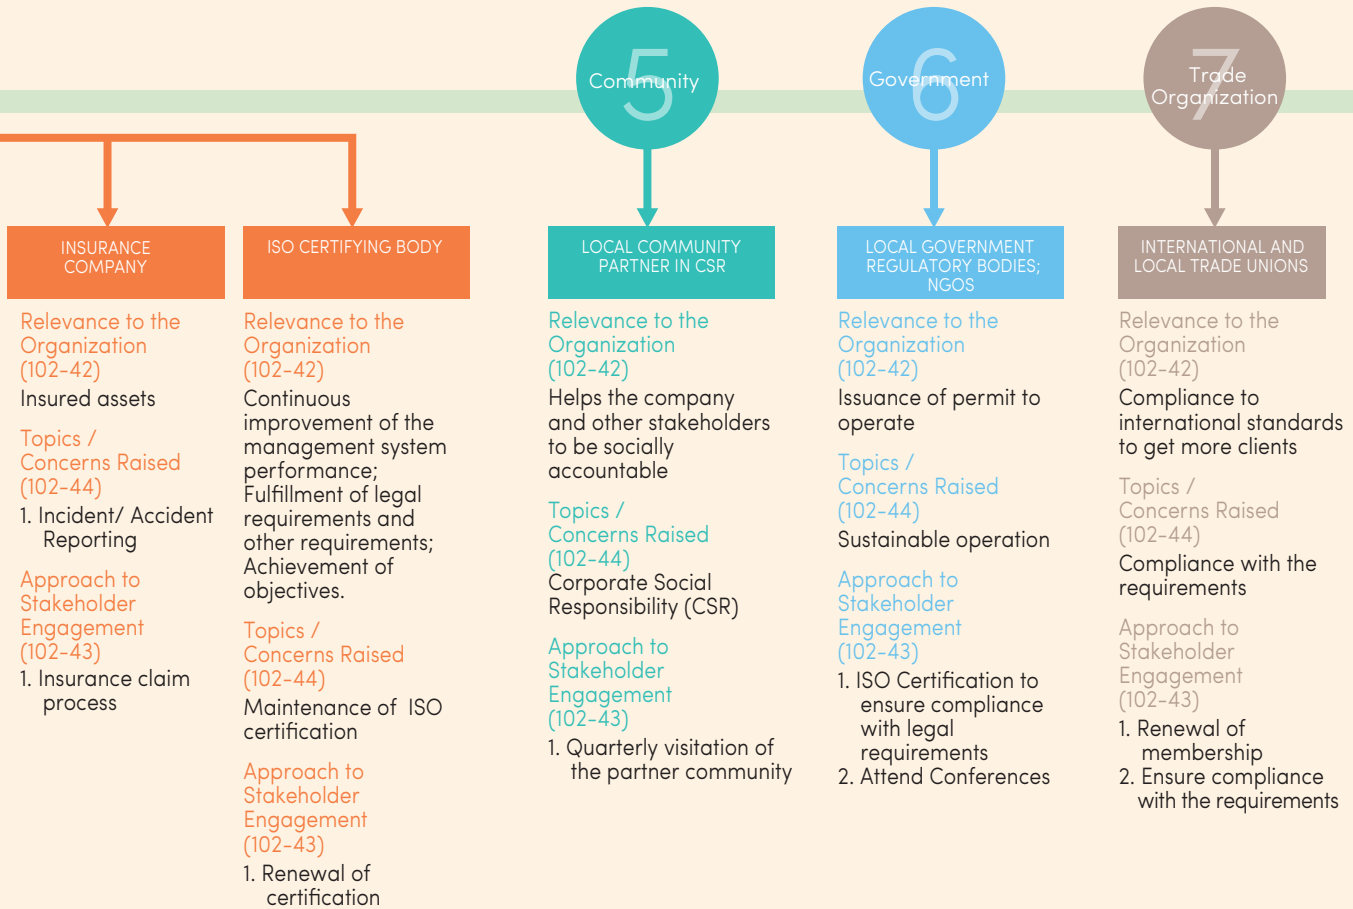 5
Community
6
Government
7
Trade
Organization
INSURANCE
COMPANY
Relevance to the
Organization
(102-42)
Insured assets
Topics /
Concerns Raised
(102-44)
1. Incident/ Accident
Reporting
Approach to
Stakeholder
Engagement
(102-43)
1. Insurance claim
process
ISO CERTIFYING BODY
Relevance to the
Organization
(102-42)
Continuous
improvement of the
management system
performance;
Fulfillment of legal
requirements and
other requirements;
Achievement of
objectives.
Topics /
Concerns Raised
(102-44)
Maintenance of  ISO
certification
Approach to
Stakeholder
Engagement
(102-43)
1. Renewal of
certification
LOCAL COMMUNITY
PARTNER IN CSR
Relevance to the
Organization
(102-42)
Helps the company
and other stakeholders
to be socially
accountable
Topics /
Concerns Raised
(102-44)
Corporate Social
Responsibility (CSR)
Approach to
Stakeholder
Engagement
(102-43)
1. Quarterly visitation of
the partner community
LOCAL GOVERNMENT
REGULATORY BODIES;
NGOS
Relevance to the
Organization
(102-42)
Issuance of permit to
operate
Topics /
Concerns Raised
(102-44)
Sustainable operation
Approach to
Stakeholder
Engagement
(102-43)
1. ISO Certification to
ensure compliance
with legal
requirements
2. Attend Conferences
INTERNATIONAL AND
LOCAL TRADE UNIONS
Relevance to the
Organization
(102-42)
Compliance to
international standards
to get more clients
Topics /
Concerns Raised
(102-44)
Compliance with the
requirements
Approach to
Stakeholder
Engagement
(102-43)
1. Renewal of
membership
2. Ensure compliance
with the requirements